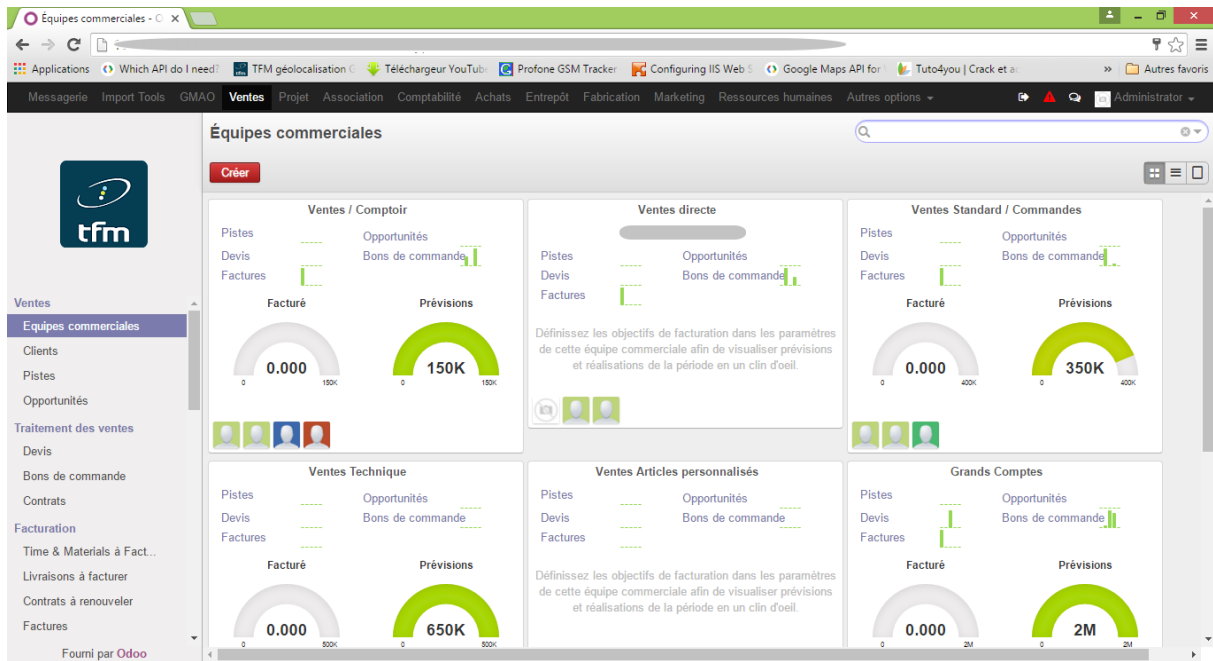 Équipes commerciales - O
Applications Which API do I need? TFM géolocalisation G Téléchargeur YouTub Profone GSM Tracker Configuring IIS Web S Google Maps API for Tuto4you | Crack et ac » Autres favoris
Messagerie Import Tools GMAO Ventes Projet Association Comptabilité Achats Entrepôt Fabrication Marketing Ressources humaines Autres options Administrator
Équipes commerciales
Créer
tfm
Ventes
Equipes commerciales
Clients
Pistes
Opportunités
Traitement des ventes
Devis
Bons de commande
Contrats
Facturation
Time & Materials à Fact...
Livraisons à facturer
Contrats à renouveler
Factures
Fourni par Odoo
Ventes / Comptoir
Pistes Opportunités
Devis Bons de commande
Factures
Facturé Prévisions
0.000 150K
0 150K 0 150K
Ventes directe
Pistes Opportunités
Devis Bons de commande
Factures
Définissez les objectifs de facturation dans les paramètres
de cette équipe commerciale afin de visualiser prévisions
et réalisations de la période en un clin d'oeil.
Ventes Standard / Commandes
Pistes Opportunités
Devis Bons de commande
Factures
Facturé Prévisions
0.000 350K
0 400K 0 400K
Ventes Technique
Pistes Opportunités
Devis Bons de commande
Factures
Facturé Prévisions
0.000 650K
0 500K 0 500K
Ventes Articles personnalisés
Pistes Opportunités
Devis Bons de commande
Factures
Définissez les objectifs de facturation dans les paramètres
de cette équipe commerciale afin de visualiser prévisions
et réalisations de la période en un clin d'oeil.
Grands Comptes
Pistes Opportunités
Devis Bons de commande
Factures
Facturé Prévisions
0.000 2M
0 2M 0 2M